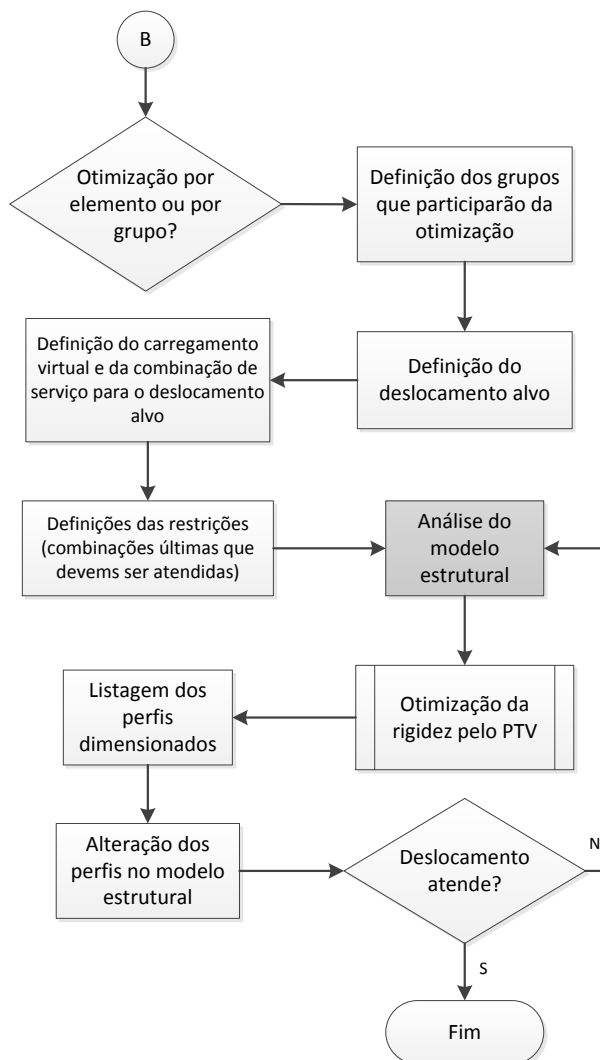 B
Otimização por
elemento ou por
grupo?
Definição dos grupos
que participarão da
otimização
Definição do
deslocamento alvo
Definição do carregamento
virtual e da combinação de
serviço para o deslocamento
alvo
Definições das restrições
(combinações últimas que
devems ser atendidas)
Análise do
modelo
estrutural
Otimização da
rigidez pelo PTV
Listagem dos
perfis
dimensionados
Alteração dos
perfis no modelo
estrutural
Deslocamento
atende?
N
S
Fim